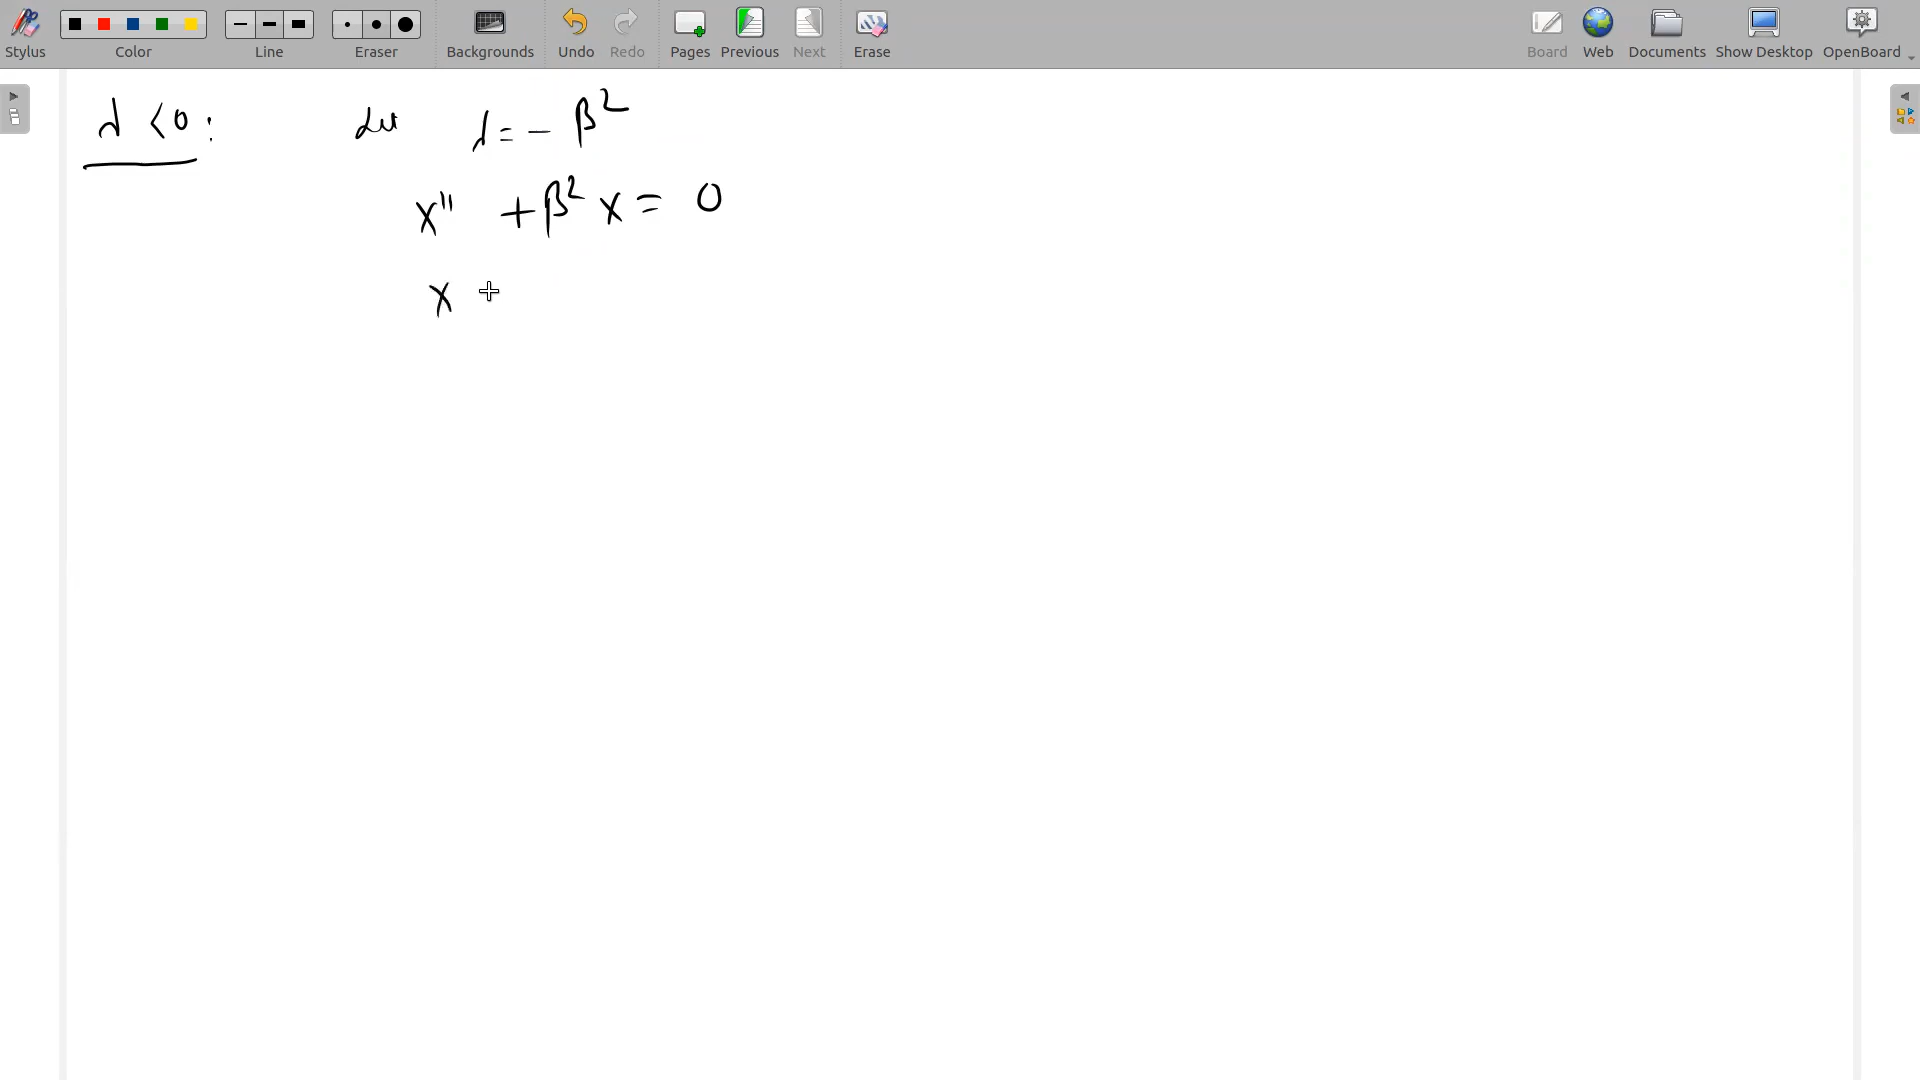 Stylus Color Line Eraser Backgrounds Undo Redo Pages Previous Next Erase Board Web Documents Show Desktop OpenBoard
λ < 0 : Let λ = - β²
X'' + β² X = 0
X